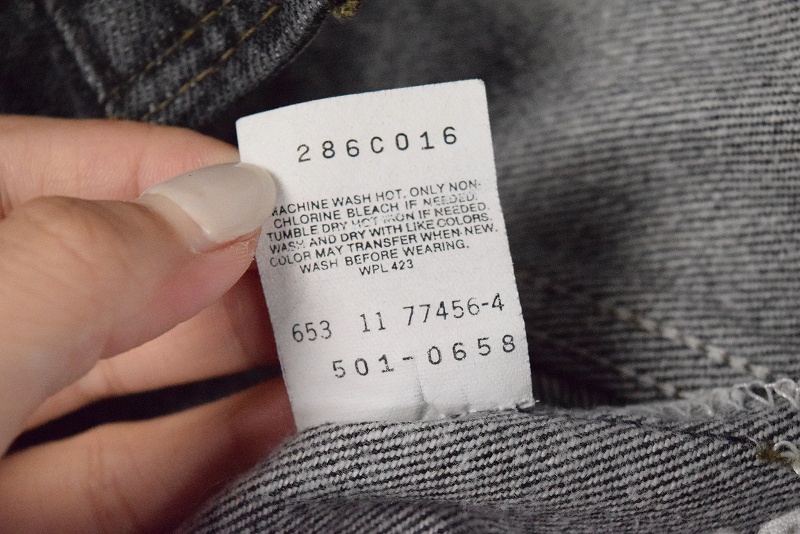 286C016
MACHINE WASH HOT, ONLY NON-
CHLORINE BLEACH IF NEEDED.
TUMBLE DRY HOT IRON IF NEEDED.
WASH AND DRY WITH LIKE COLORS.
COLOR MAY TRANSFER WHEN NEW.
WASH BEFORE WEARING.
WPL 423
653 11 77456-4
501-0658